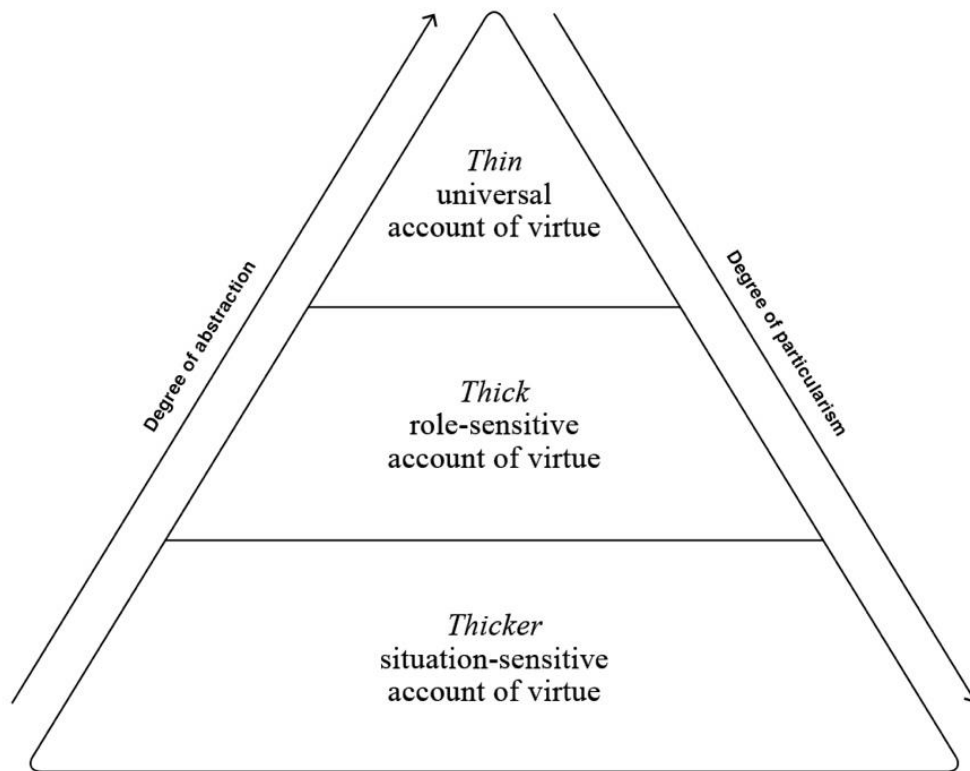 Thin
universal
account of virtue
Degree of abstraction
Degree of particularism
Thick
role-sensitive
account of virtue
Thicker
situation-sensitive
account of virtue